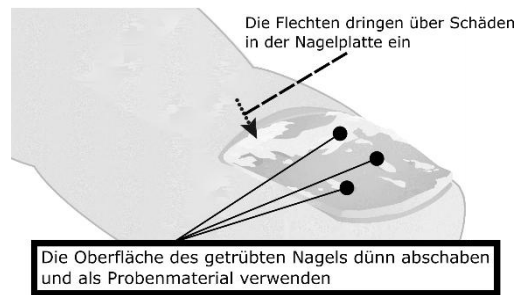 Die Flechten dringen über Schäden
in der Nagelplatte ein
Die Oberfläche des getrübten Nagels dünn abschaben
und als Probenmaterial verwenden